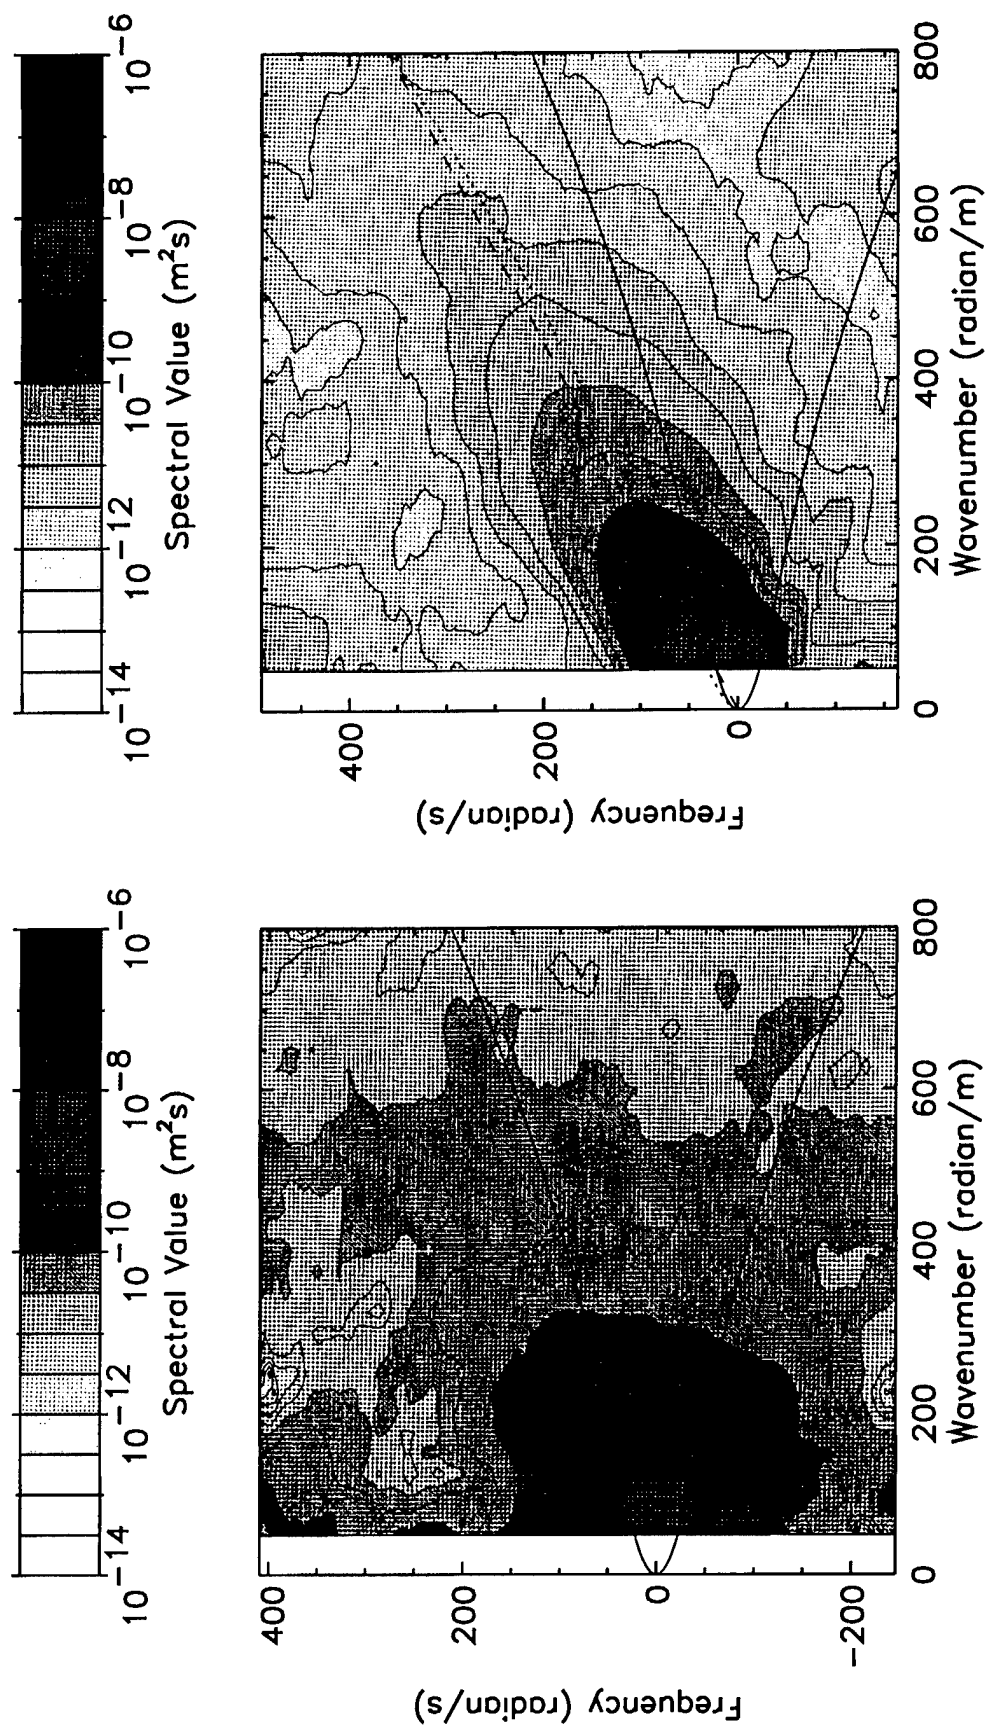 10⁻¹⁴ 10⁻¹² 10⁻¹⁰ 10⁻⁸ 10⁻⁶
Spectral Value (m²s)
400
200
0
-200
Frequency (radian/s)
0 200 400 600 800
Wavenumber (radian/m)
10⁻¹⁴ 10⁻¹² 10⁻¹⁰ 10⁻⁸ 10⁻⁶
Spectral Value (m²s)
400
200
0
Frequency (radian/s)
0 200 400 600 800
Wavenumber (radian/m)